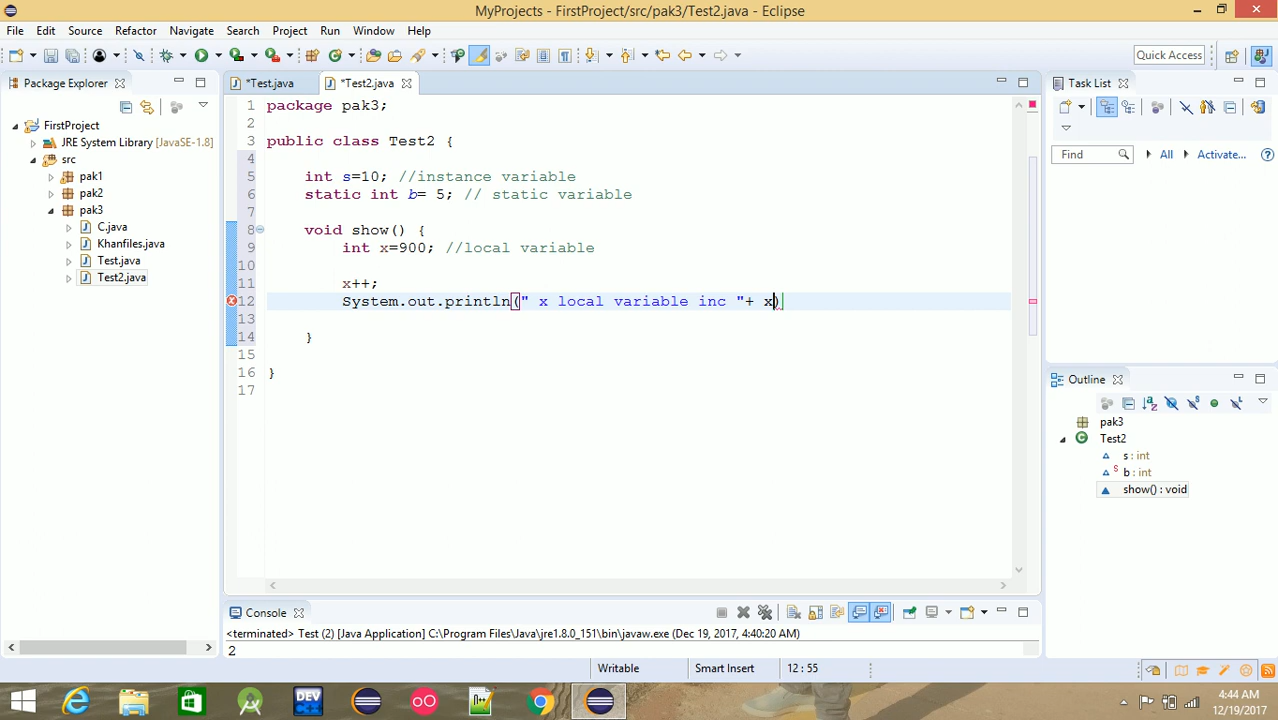 MyProjects - FirstProject/src/pak3/Test2.java - Eclipse
File Edit Source Refactor Navigate Search Project Run Window Help
Quick Access
Package Explorer
FirstProject
JRE System Library [JavaSE-1.8]
src
pak1
pak2
pak3
C.java
Khanfiles.java
Test.java
Test2.java
*Test.java *Test2.java
1 package pak3;
2
3 public class Test2 {
4
5 int s=10; //instance variable
6 static int b= 5; // static variable
7
8 void show() {
9 int x=900; //local variable
10
11 x++;
12 System.out.println(" x local variable inc "+ x)
13
14 }
15
16 }
17
Task List
Find All Activate...
Outline
pak3
Test2
s : int
b : int
show() : void
Console
<terminated> Test (2) [Java Application] C:\Program Files\Java\jre1.8.0_151\bin\javaw.exe (Dec 19, 2017, 4:40:20 AM)
2
Writable Smart Insert 12 : 55
DEV
4:44 AM
12/19/2017